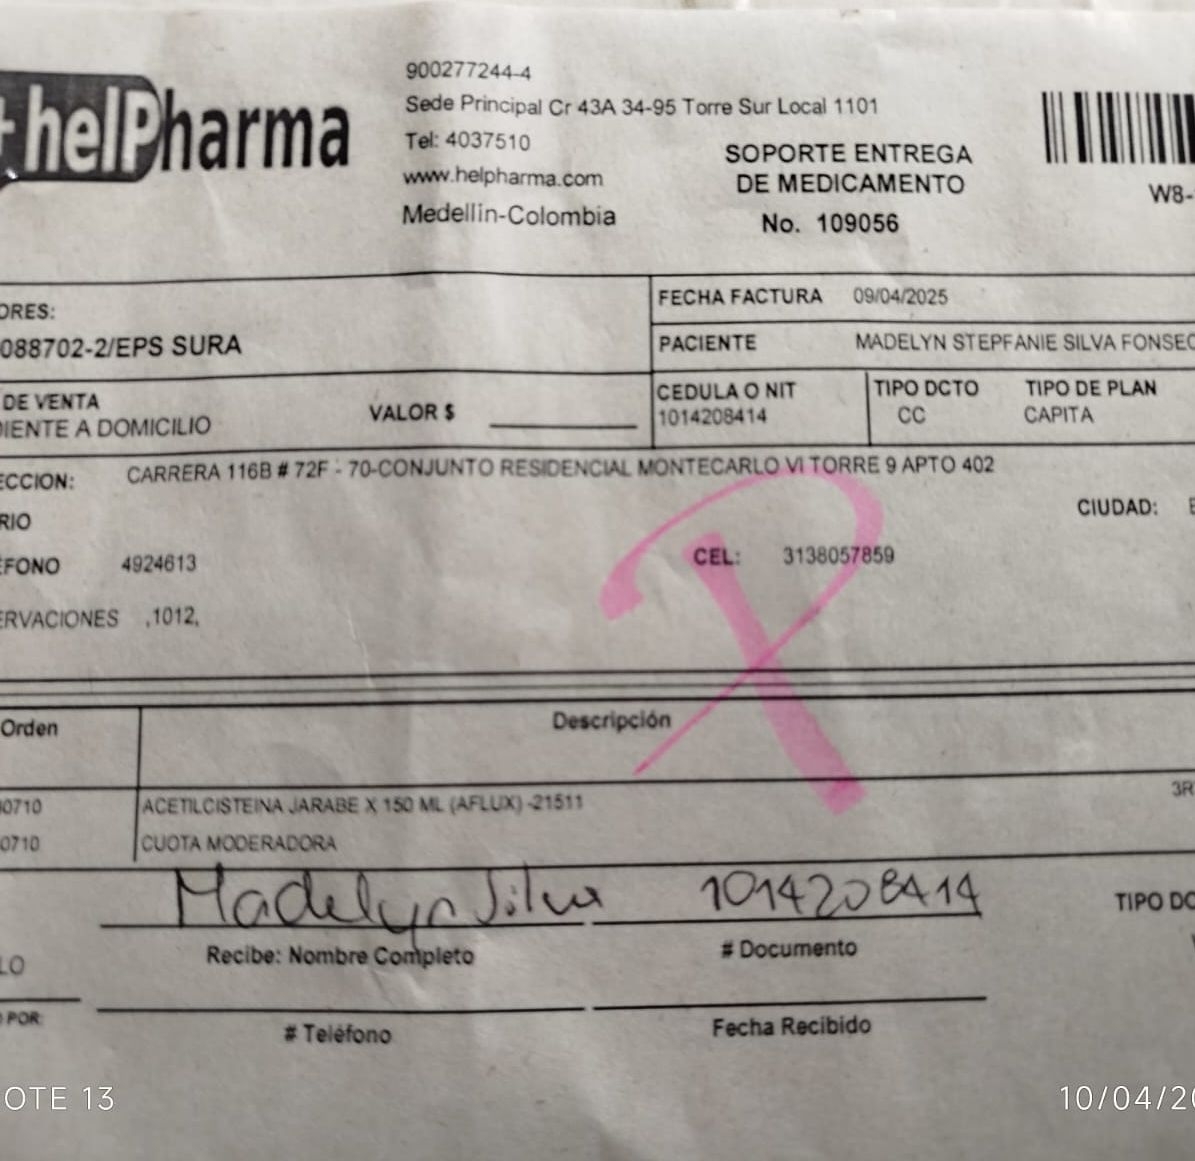 helPharma
900277244-4
Sede Principal Cr 43A 34-95 Torre Sur Local 1101
Tel: 4037510
www.helpharma.com
Medellin-Colombia
SOPORTE ENTREGA
DE MEDICAMENTO
No. 109056
W8-
ORES:
088702-2/EPS SURA
FECHA FACTURA 09/04/2025
PACIENTE MADELYN STEPFANIE SILVA FONSEC
DE VENTA
IENTE A DOMICILIO
VALOR $
CEDULA O NIT
1014208414
TIPO DCTO
CC
TIPO DE PLAN
CAPITA
ECCION: CARRERA 116B # 72F - 70-CONJUNTO RESIDENCIAL MONTECARLO VI TORRE 9 APTO 402
RIO
CIUDAD:
EFONO 4924613
CEL: 3138057859
ERVACIONES ,1012,
Orden
Descripción
0710 ACETILCISTEINA JARABE X 150 ML (AFLUX) -21511
3R
0710 CUOTA MODERADORA
Madelyn Silva 1014208414
TIPO DO
Recibe: Nombre Completo
# Documento
LO
POR:
# Teléfono
Fecha Recibido
OTE 13
10/04/20